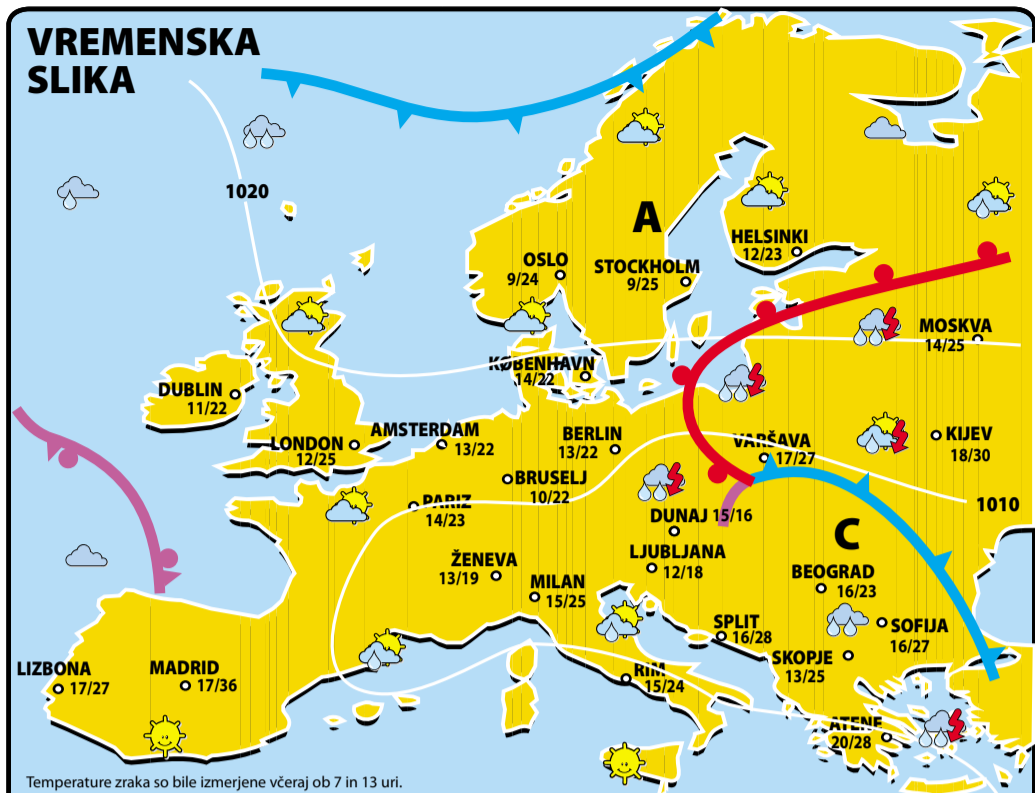 VREMENSKA
SLIKA
1020
A
HELSINKI
12/23
OSLO
9/24
STOCKHOLM
9/25
MOSKVA
14/25
KØBENHAVN
14/22
DUBLIN
11/22
AMSTERDAM
13/22
LONDON
12/25
BERLIN
13/22
VARŠAVA
17/27
KIJEV
18/30
BRUSELJ
10/22
PARIZ
14/23
1010
DUNAJ 15/16
C
LJUBLJANA
12/18
ŽENEVA
13/19
MILAN
15/25
BEOGRAD
16/23
SPLIT
16/28
SOFIJA
16/27
SKOPJE
13/25
LIZBONA
17/27
MADRID
17/36
RIM
15/24
ATENE
20/28
Temperature zraka so bile izmerjene včeraj ob 7 in 13 uri.